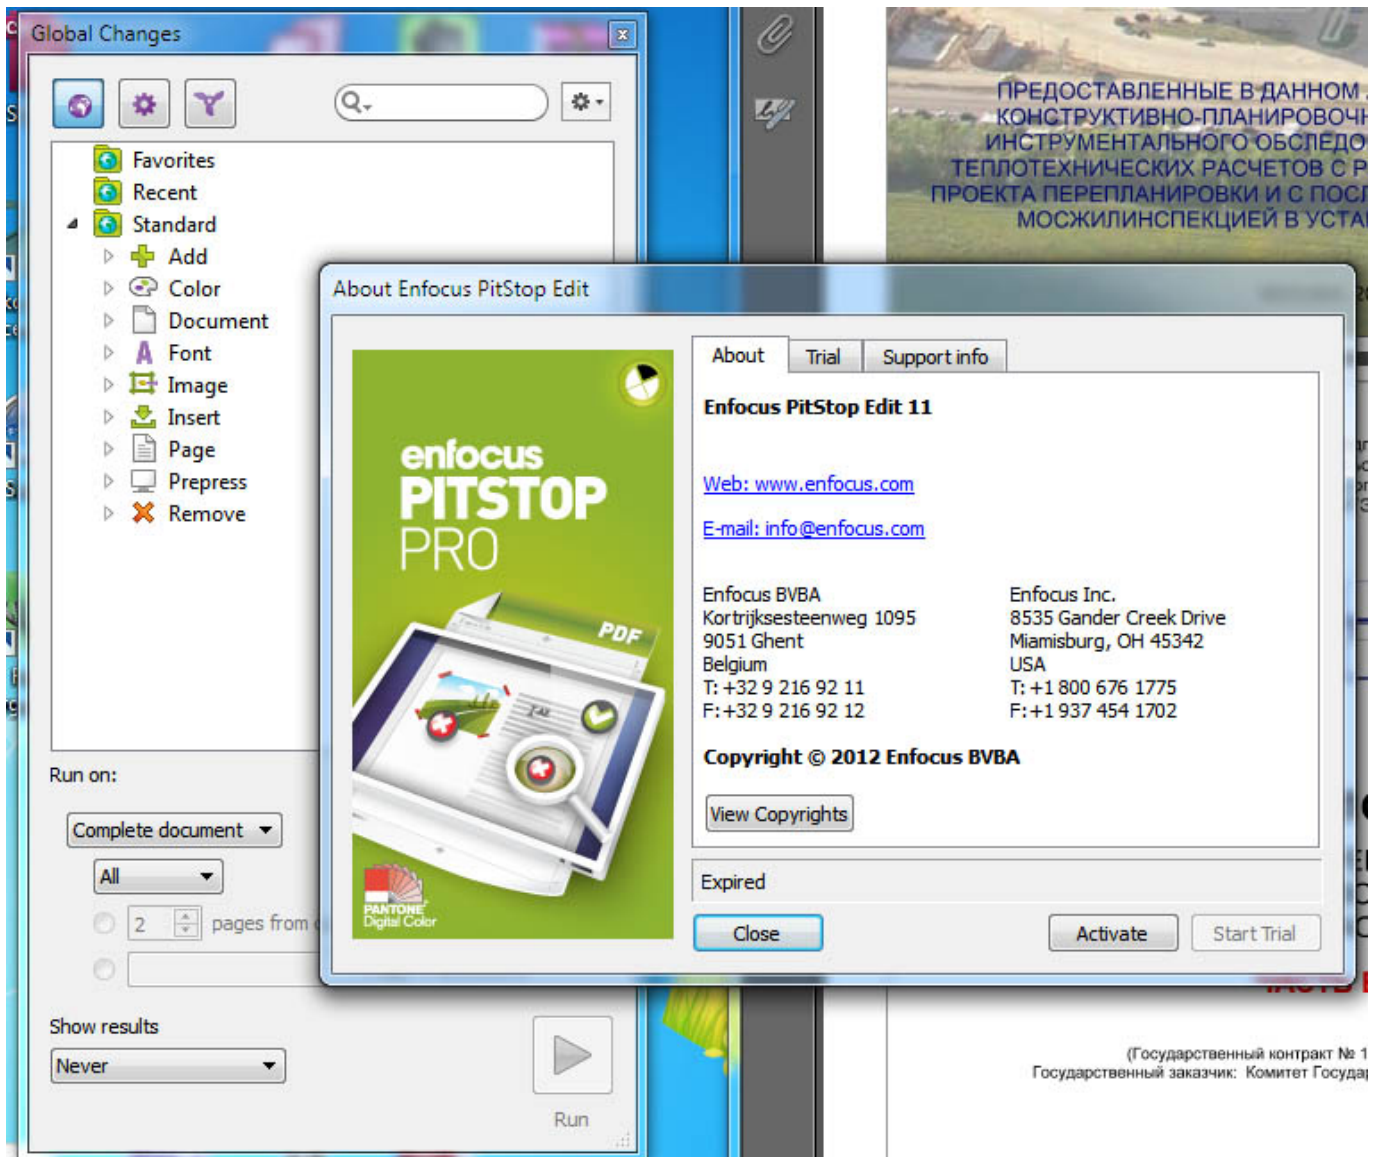 Global Changes
Favorites
Recent
Standard
Add
Color
Document
Font
Image
Insert
Page
Prepress
Remove
Run on:
Complete document
All
2 pages from
Show results
Never
Run
About Enfocus PitStop Edit
enfocus
PITSTOP
PRO
PDF
PANTONE
Digital Color
About Trial Support info
Enfocus PitStop Edit 11
Web: www.enfocus.com
E-mail: info@enfocus.com
Enfocus BVBA
Kortrijksesteenweg 1095
9051 Ghent
Belgium
T: +32 9 216 92 11
F: +32 9 216 92 12
Enfocus Inc.
8535 Gander Creek Drive
Miamisburg, OH 45342
USA
T: +1 800 676 1775
F: +1 937 454 1702
Copyright © 2012 Enfocus BVBA
View Copyrights
Expired
Close Activate Start Trial
ПРЕДОСТАВЛЕННЫЕ В ДАННОМ
КОНСТРУКТИВНО-ПЛАНИРОВОЧН
ИНСТРУМЕНТАЛЬНОГО ОБСЛЕДО
ТЕПЛОТЕХНИЧЕСКИХ РАСЧЕТОВ С Р
ПРОЕКТА ПЕРЕПЛАНИРОВКИ И С ПОСЛ
МОСЖИЛИНСПЕКЦИЕЙ В УСТА
(Государственный контракт № 1
Государственный заказчик: Комитет Государ